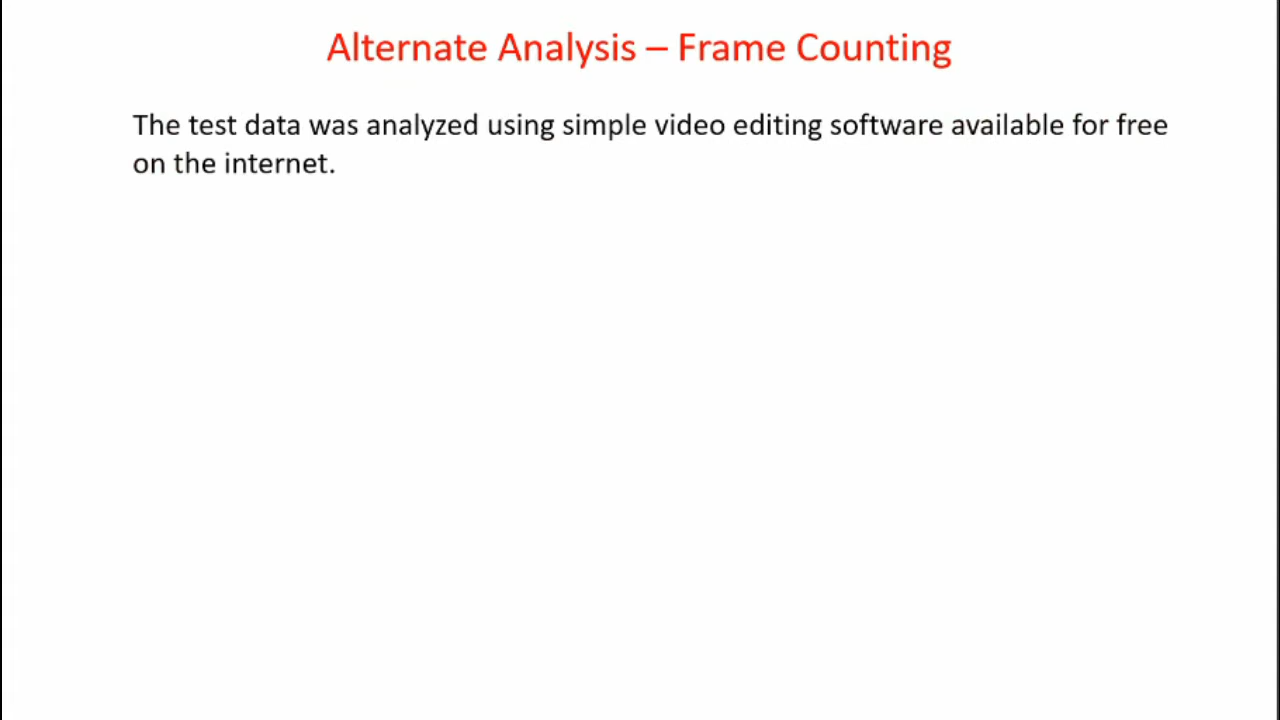 Alternate Analysis – Frame Counting
The test data was analyzed using simple video editing software available for free
on the internet.